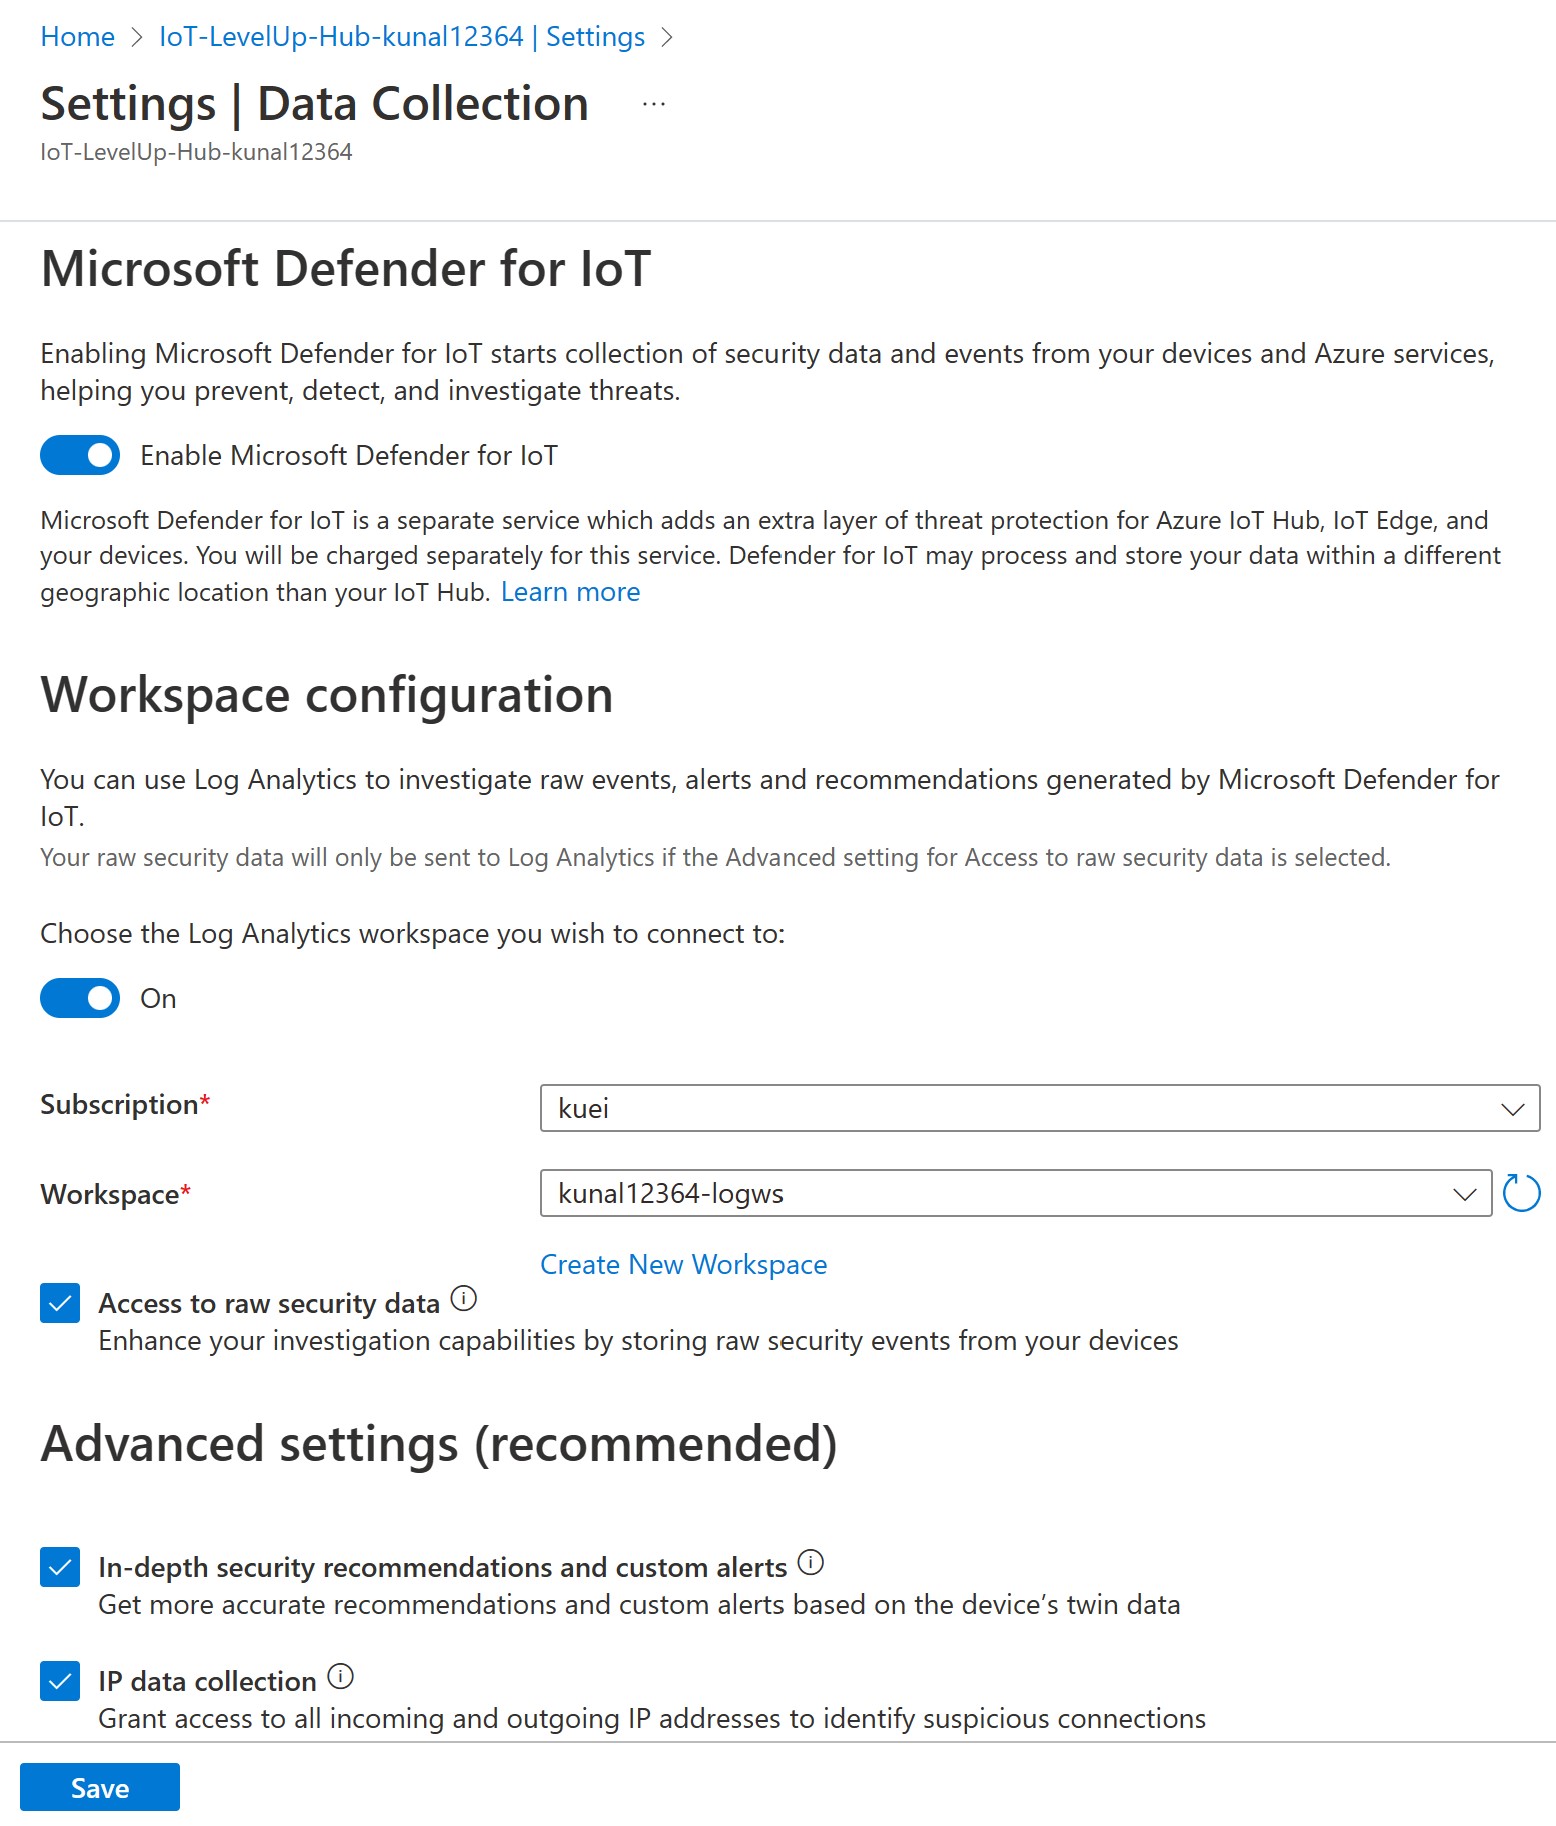 Home > IoT-LevelUp-Hub-kunal12364 | Settings >
Settings | Data Collection ...
IoT-LevelUp-Hub-kunal12364
Microsoft Defender for IoT
Enabling Microsoft Defender for IoT starts collection of security data and events from your devices and Azure services,
helping you prevent, detect, and investigate threats.
Enable Microsoft Defender for IoT
Microsoft Defender for IoT is a separate service which adds an extra layer of threat protection for Azure IoT Hub, IoT Edge, and
your devices. You will be charged separately for this service. Defender for IoT may process and store your data within a different
geographic location than your IoT Hub. Learn more
Workspace configuration
You can use Log Analytics to investigate raw events, alerts and recommendations generated by Microsoft Defender for
IoT.
Your raw security data will only be sent to Log Analytics if the Advanced setting for Access to raw security data is selected.
Choose the Log Analytics workspace you wish to connect to:
On
Subscription* kuei
Workspace* kunal12364-logws
Create New Workspace
Access to raw security data
Enhance your investigation capabilities by storing raw security events from your devices
Advanced settings (recommended)
In-depth security recommendations and custom alerts
Get more accurate recommendations and custom alerts based on the device’s twin data
IP data collection
Grant access to all incoming and outgoing IP addresses to identify suspicious connections
Save